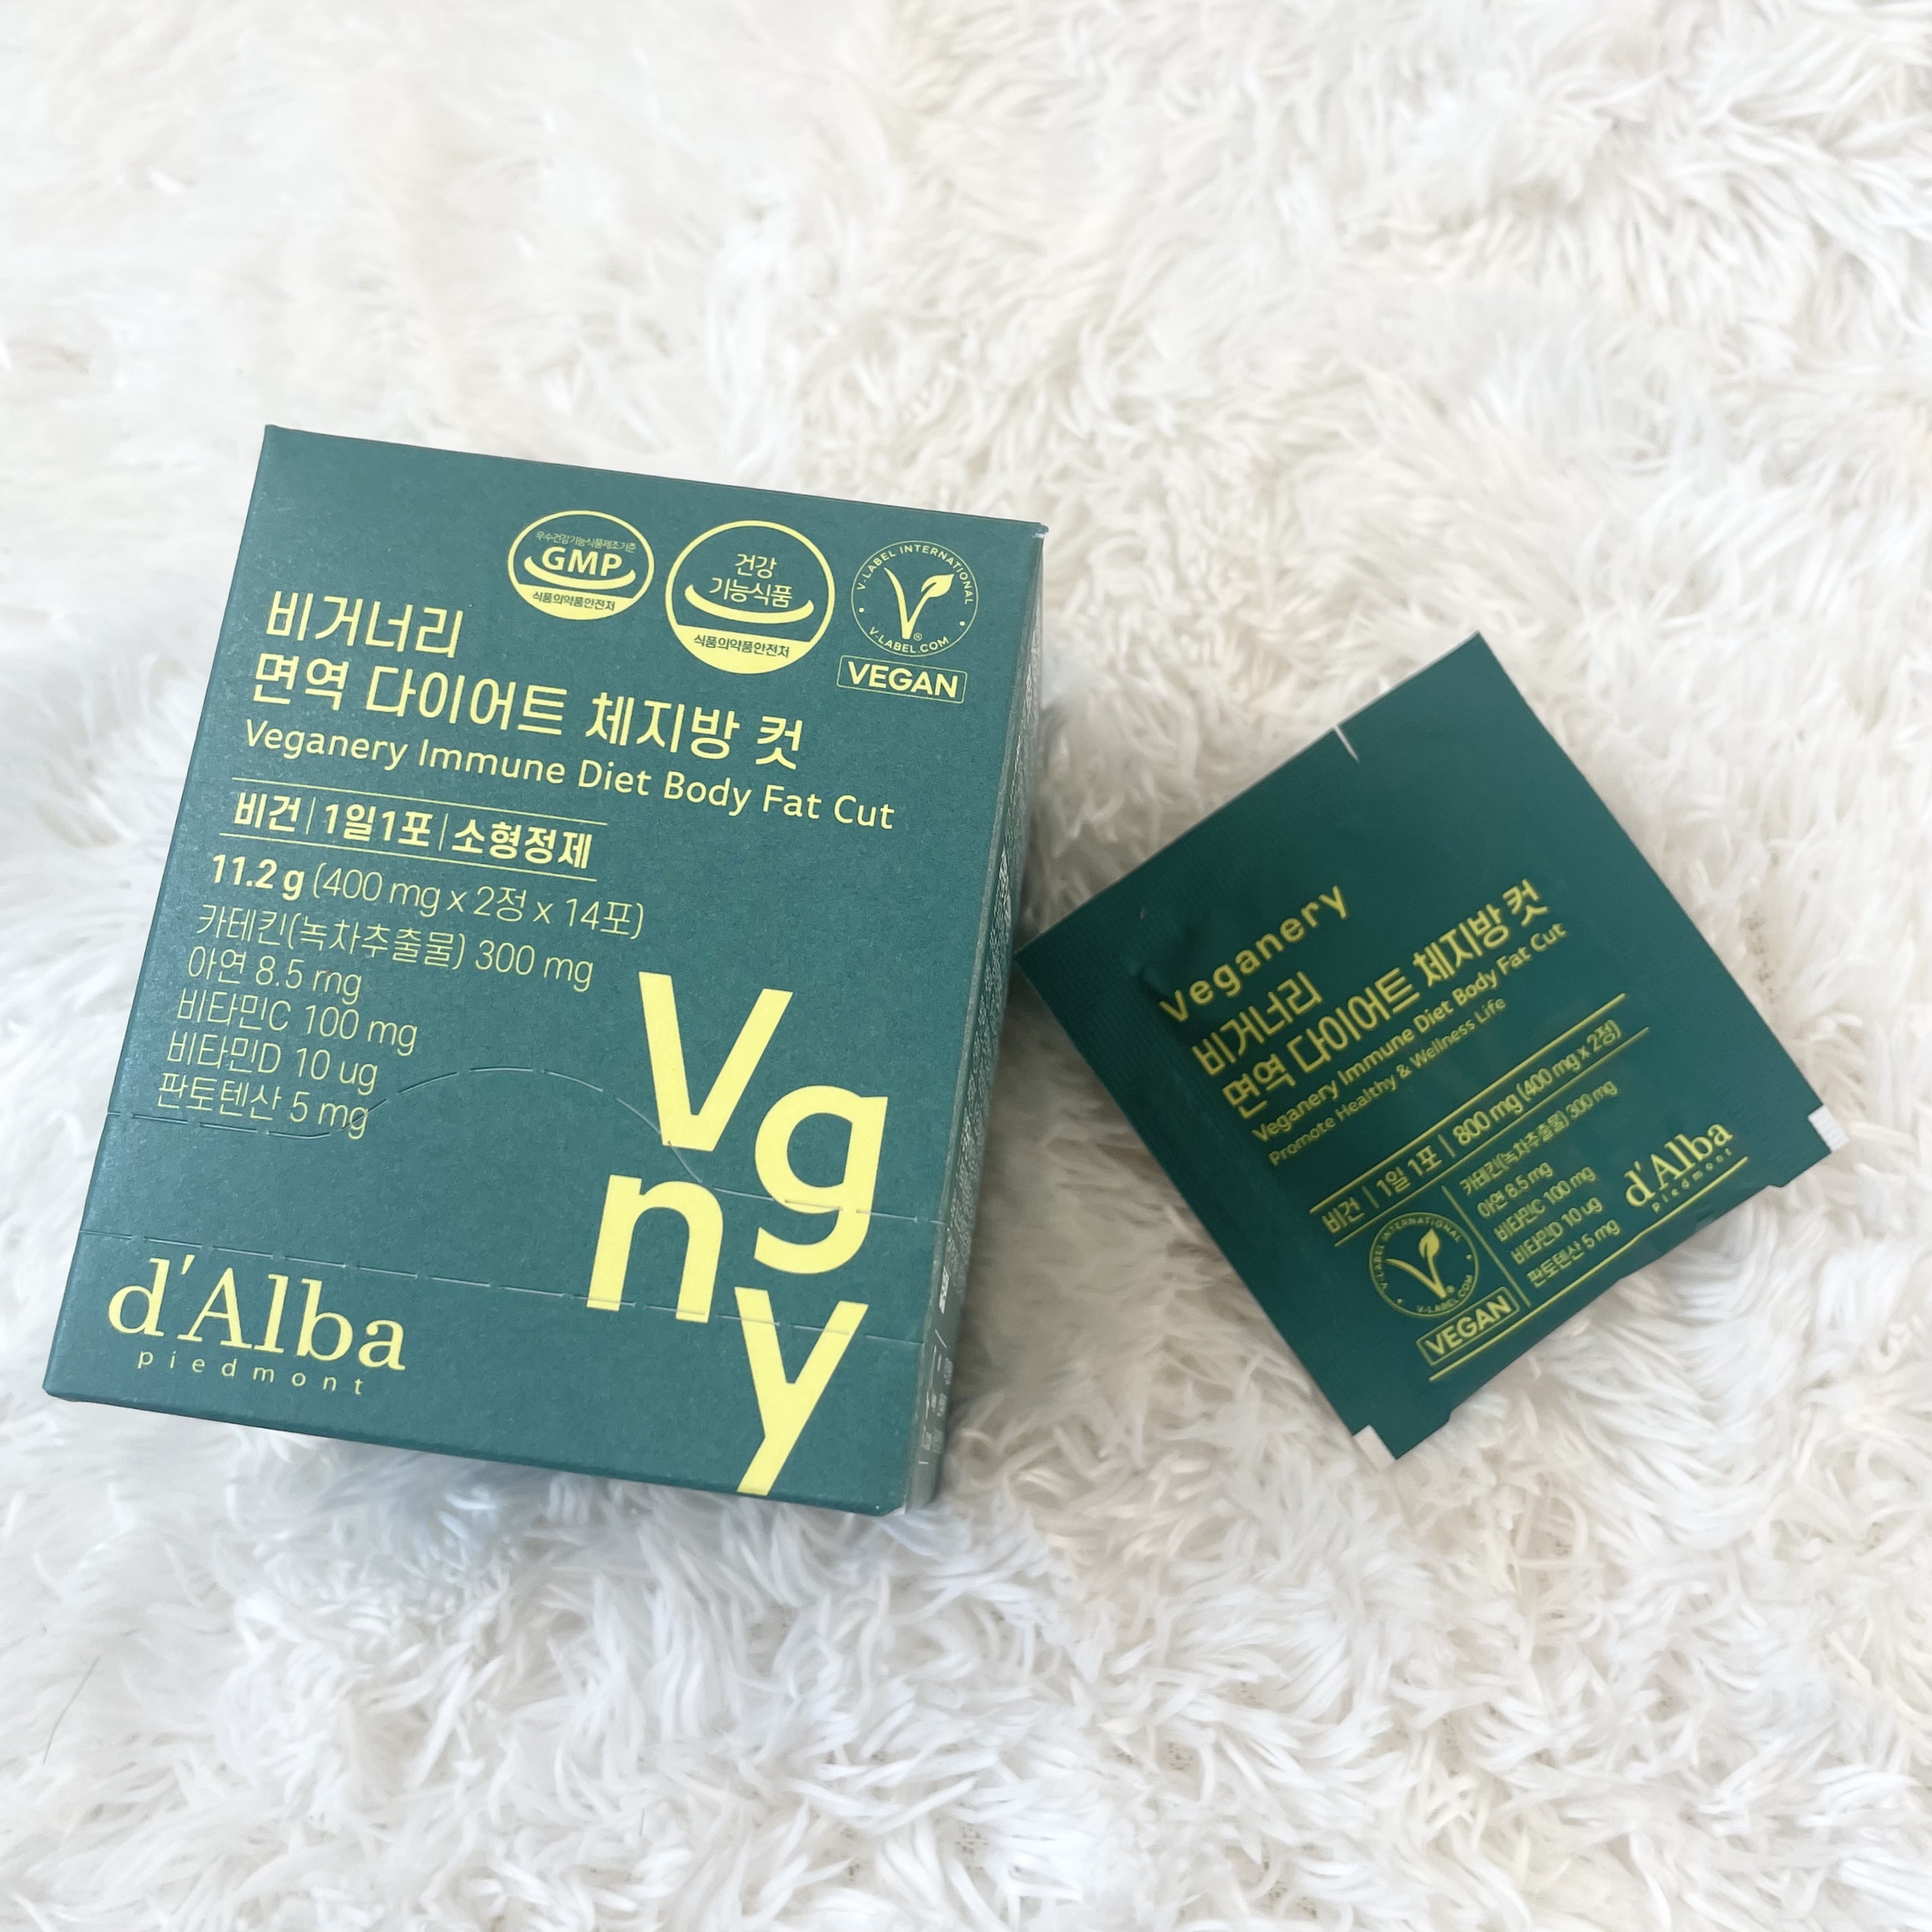 우수건강기능식품제조기준
GMP
식품의약품안전처
건강
기능식품
식품의약품안전처
V-LABEL INTERNATIONAL
V-LABEL.COM
VEGAN
비거너리
면역 다이어트 체지방 컷
Veganery Immune Diet Body Fat Cut
비건|1일1포|소형정제
11.2 g (400 mg x 2정 x 14포)
카테킨(녹차추출물) 300 mg
아연 8.5 mg
비타민C 100 mg
비타민D 10 ug
판토텐산 5 mg
Vg
ny
d'Alba
piedmont
Veganery
비거너리
면역 다이어트 체지방 컷
Veganery Immune Diet Body Fat Cut
Promote Healthy & Wellness Life
비건 | 1일 1포 | 800 mg (400 mg x 2정)
카테킨(녹차추출물) 300 mg
아연 8.5 mg
비타민C 100 mg
비타민D 10 ug
판토텐산 5 mg
V-LABEL INTERNATIONAL
V-LABEL.COM
VEGAN
d'Alba
piedmont